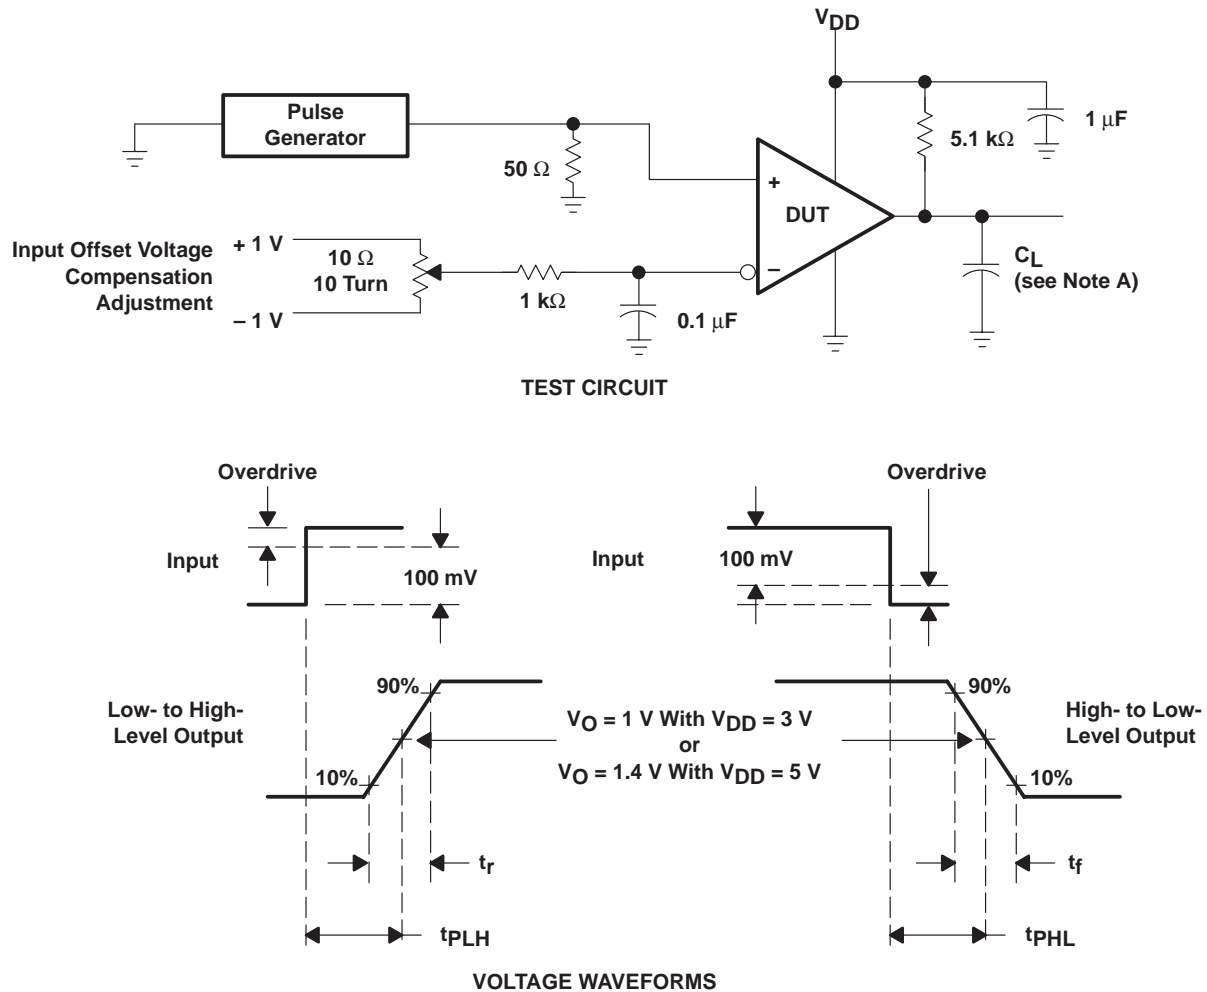 VDD
Pulse
Generator
1 μF
5.1 kΩ
50 Ω
+
DUT
–
Input Offset Voltage
Compensation
Adjustment
+ 1 V
10 Ω
10 Turn
– 1 V
1 kΩ
0.1 μF
CL
(see Note A)
TEST CIRCUIT
Overdrive
Input
100 mV
Overdrive
Input
100 mV
Low- to High-
Level Output
90%
10%
VO = 1 V With VDD = 3 V
or
VO = 1.4 V With VDD = 5 V
90%
10%
High- to Low-
Level Output
tr
tf
tPLH
tPHL
VOLTAGE WAVEFORMS